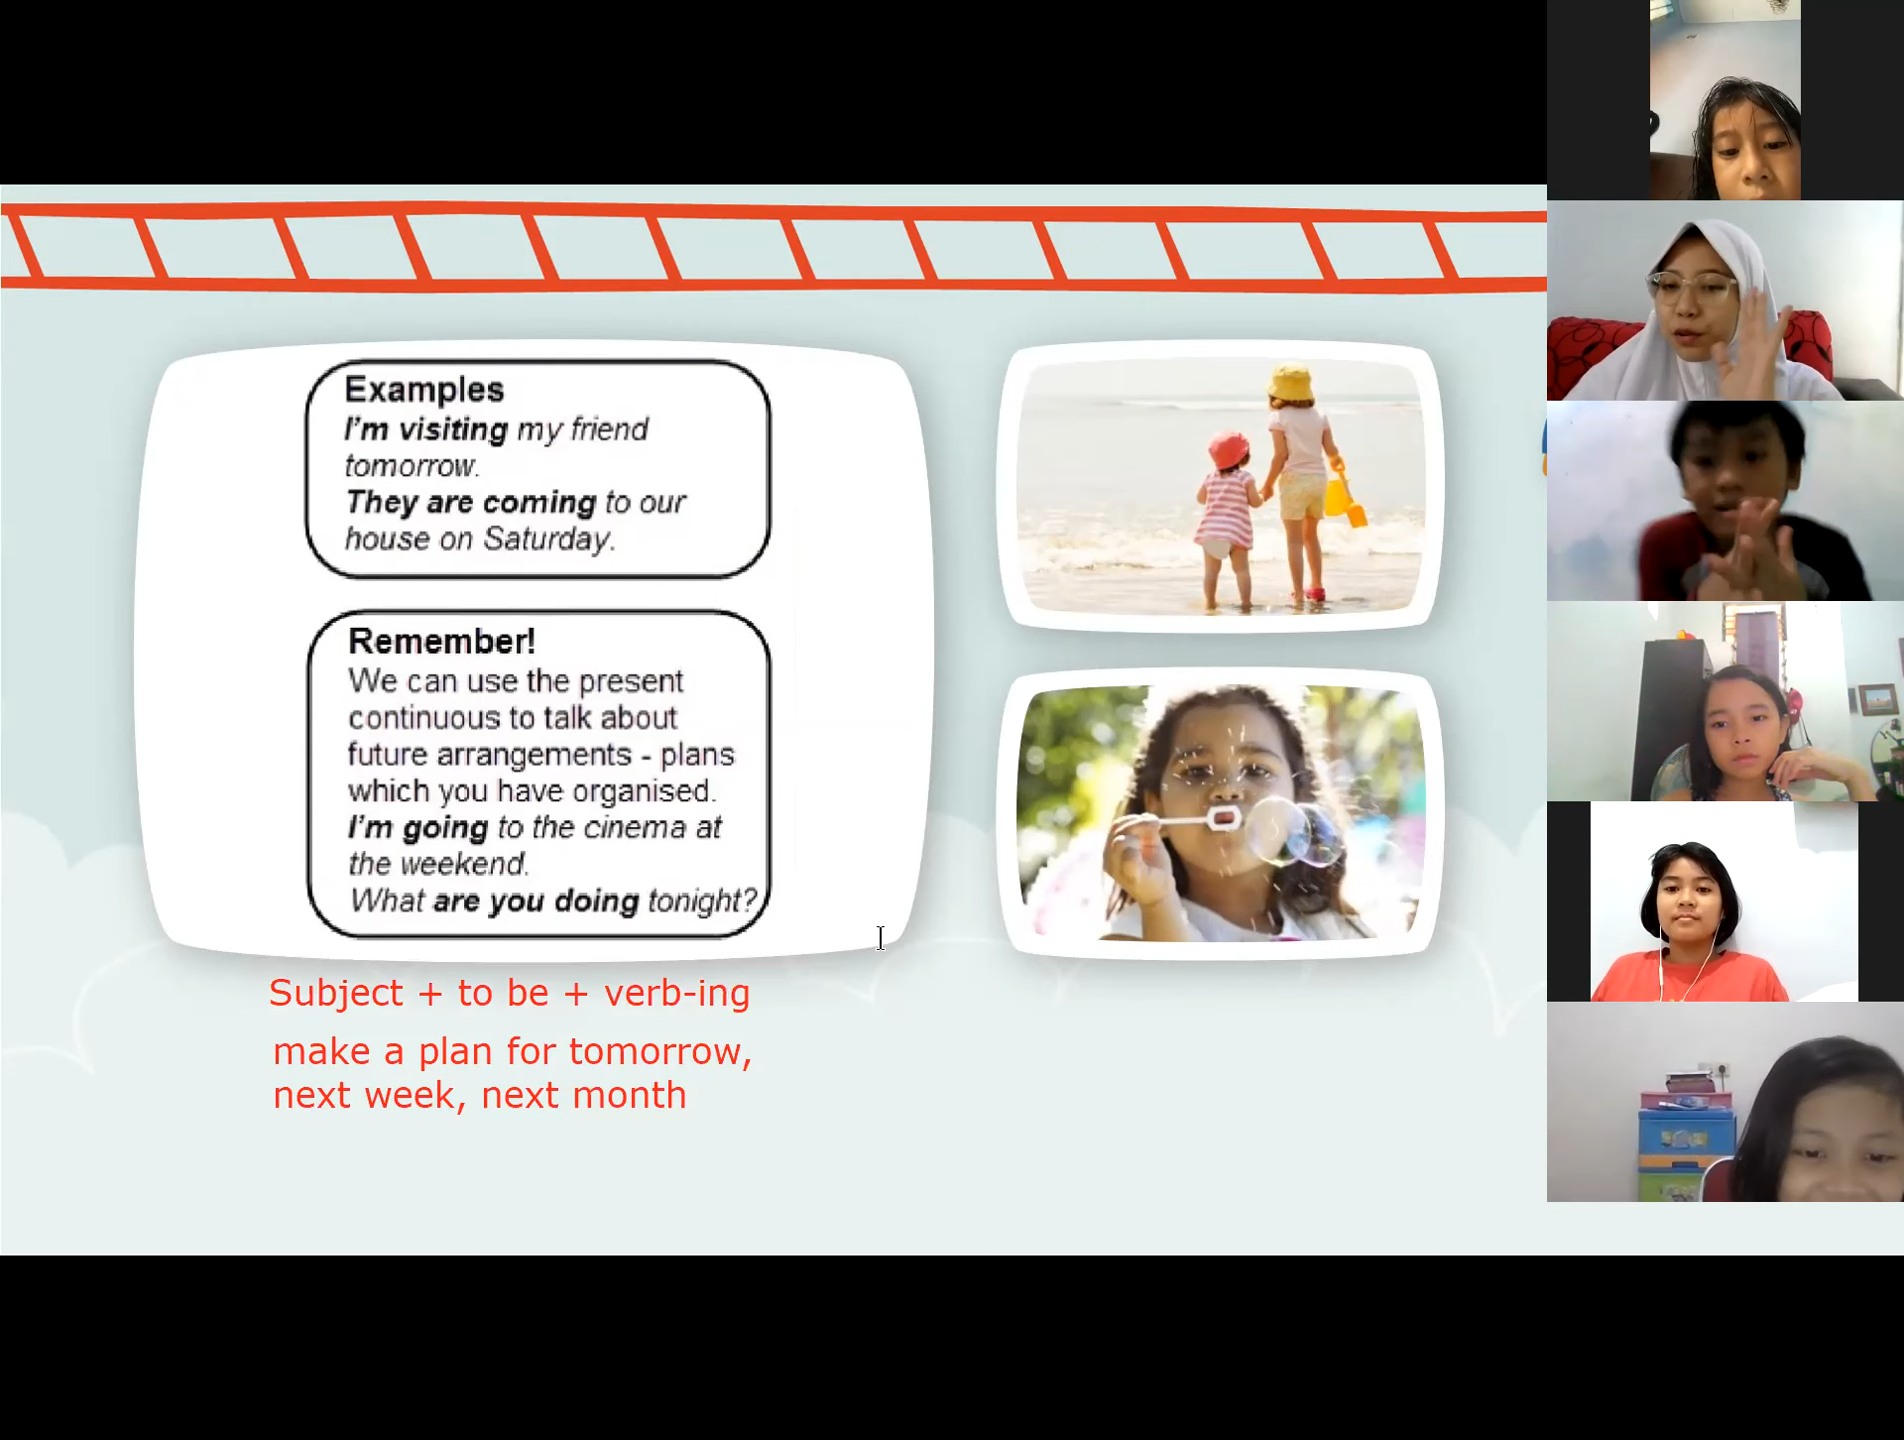 Examples
I'm visiting my friend
tomorrow.
They are coming to our
house on Saturday.
Remember!
We can use the present
continuous to talk about
future arrangements - plans
which you have organised.
I'm going to the cinema at
the weekend.
What are you doing tonight?
Subject + to be + verb-ing
make a plan for tomorrow,
next week, next month